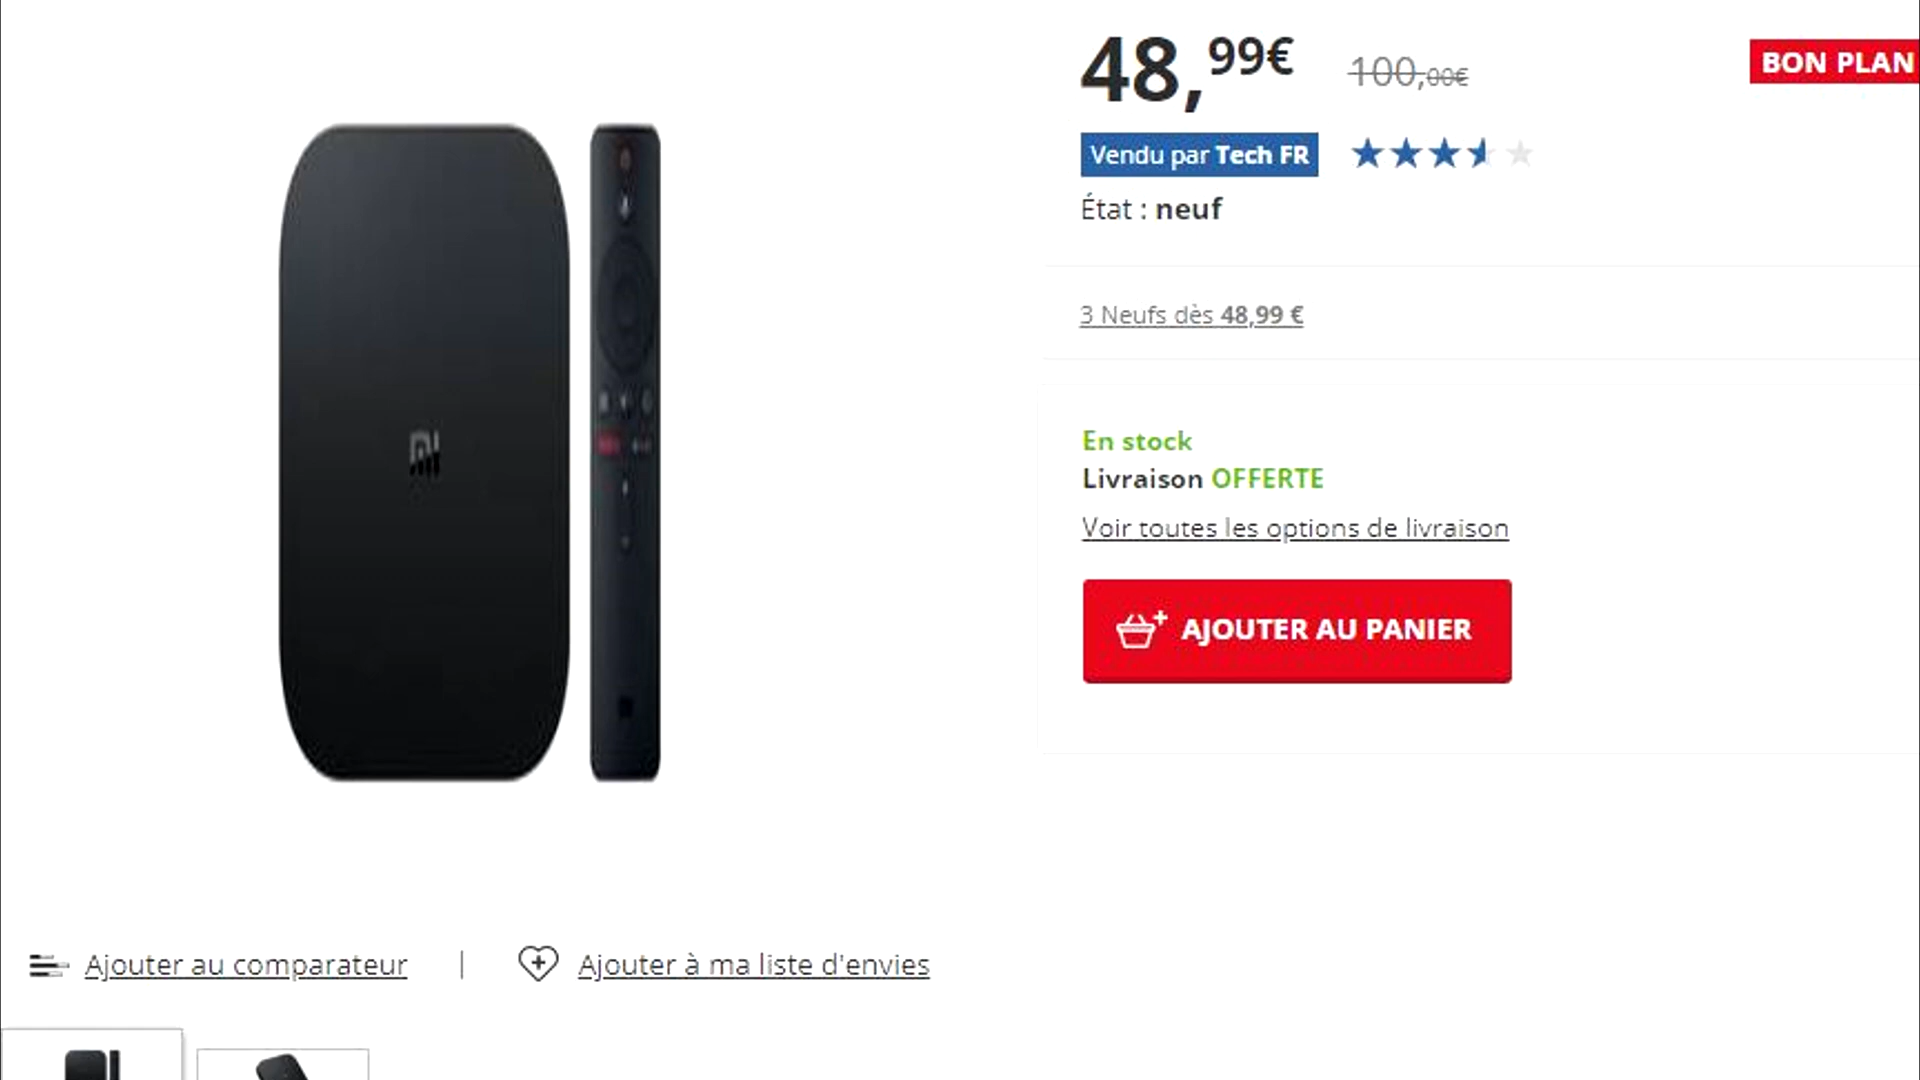 48,99€ 100,00€
BON PLAN
Vendu par Tech FR
État : neuf
3 Neufs dès 48,99 €
En stock
Livraison OFFERTE
Voir toutes les options de livraison
AJOUTER AU PANIER
mi
Ajouter au comparateur | Ajouter à ma liste d'envies